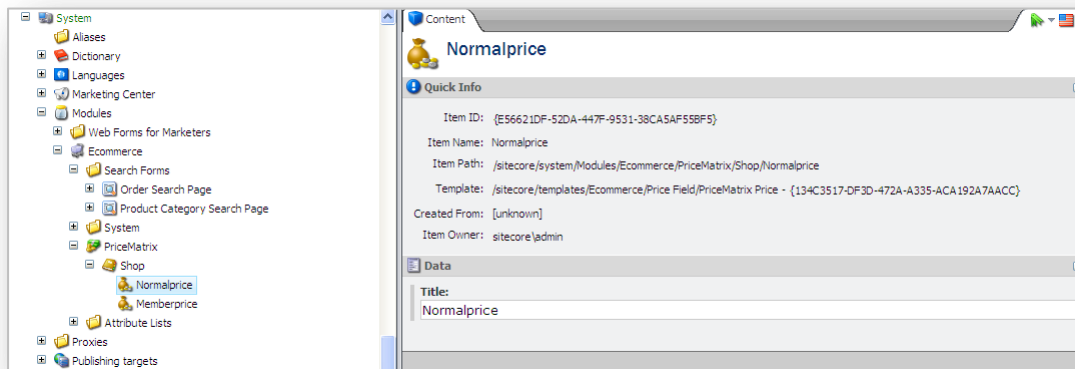 System
Aliases
Dictionary
Languages
Marketing Center
Modules
Web Forms for Marketers
Ecommerce
Search Forms
Order Search Page
Product Category Search Page
System
PriceMatrix
Shop
Normalprice
Memberprice
Attribute Lists
Proxies
Publishing targets
Content
Normalprice
Quick Info
Item ID: {E56621DF-52DA-447F-9531-38CA5AF55BF5}
Item Name: Normalprice
Item Path: /sitecore/system/Modules/Ecommerce/PriceMatrix/Shop/Normalprice
Template: /sitecore/templates/Ecommerce/Price Field/PriceMatrix Price - {134C3517-DF3D-472A-A335-ACA192A7AACC}
Created From: [unknown]
Item Owner: sitecore\admin
Data
Title:
Normalprice